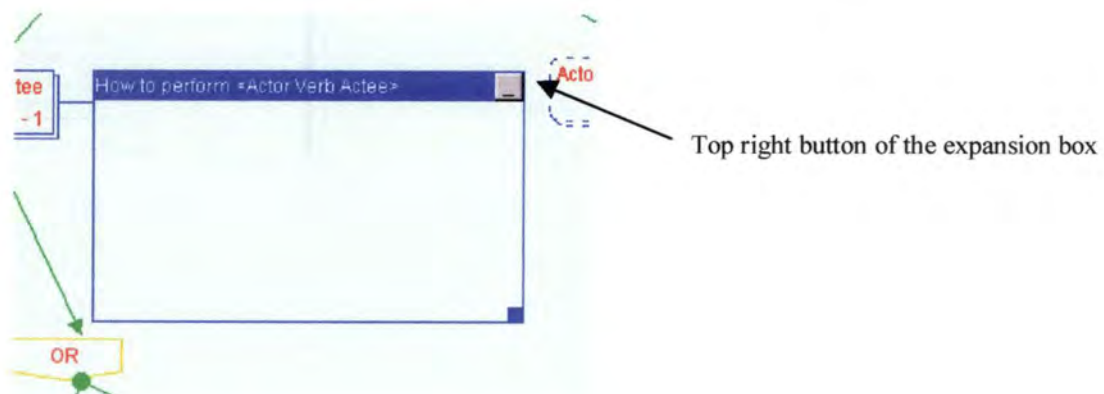 tee
- 1
How to perform <Actor Verb Actee>
Acto
Top right button of the expansion box
OR